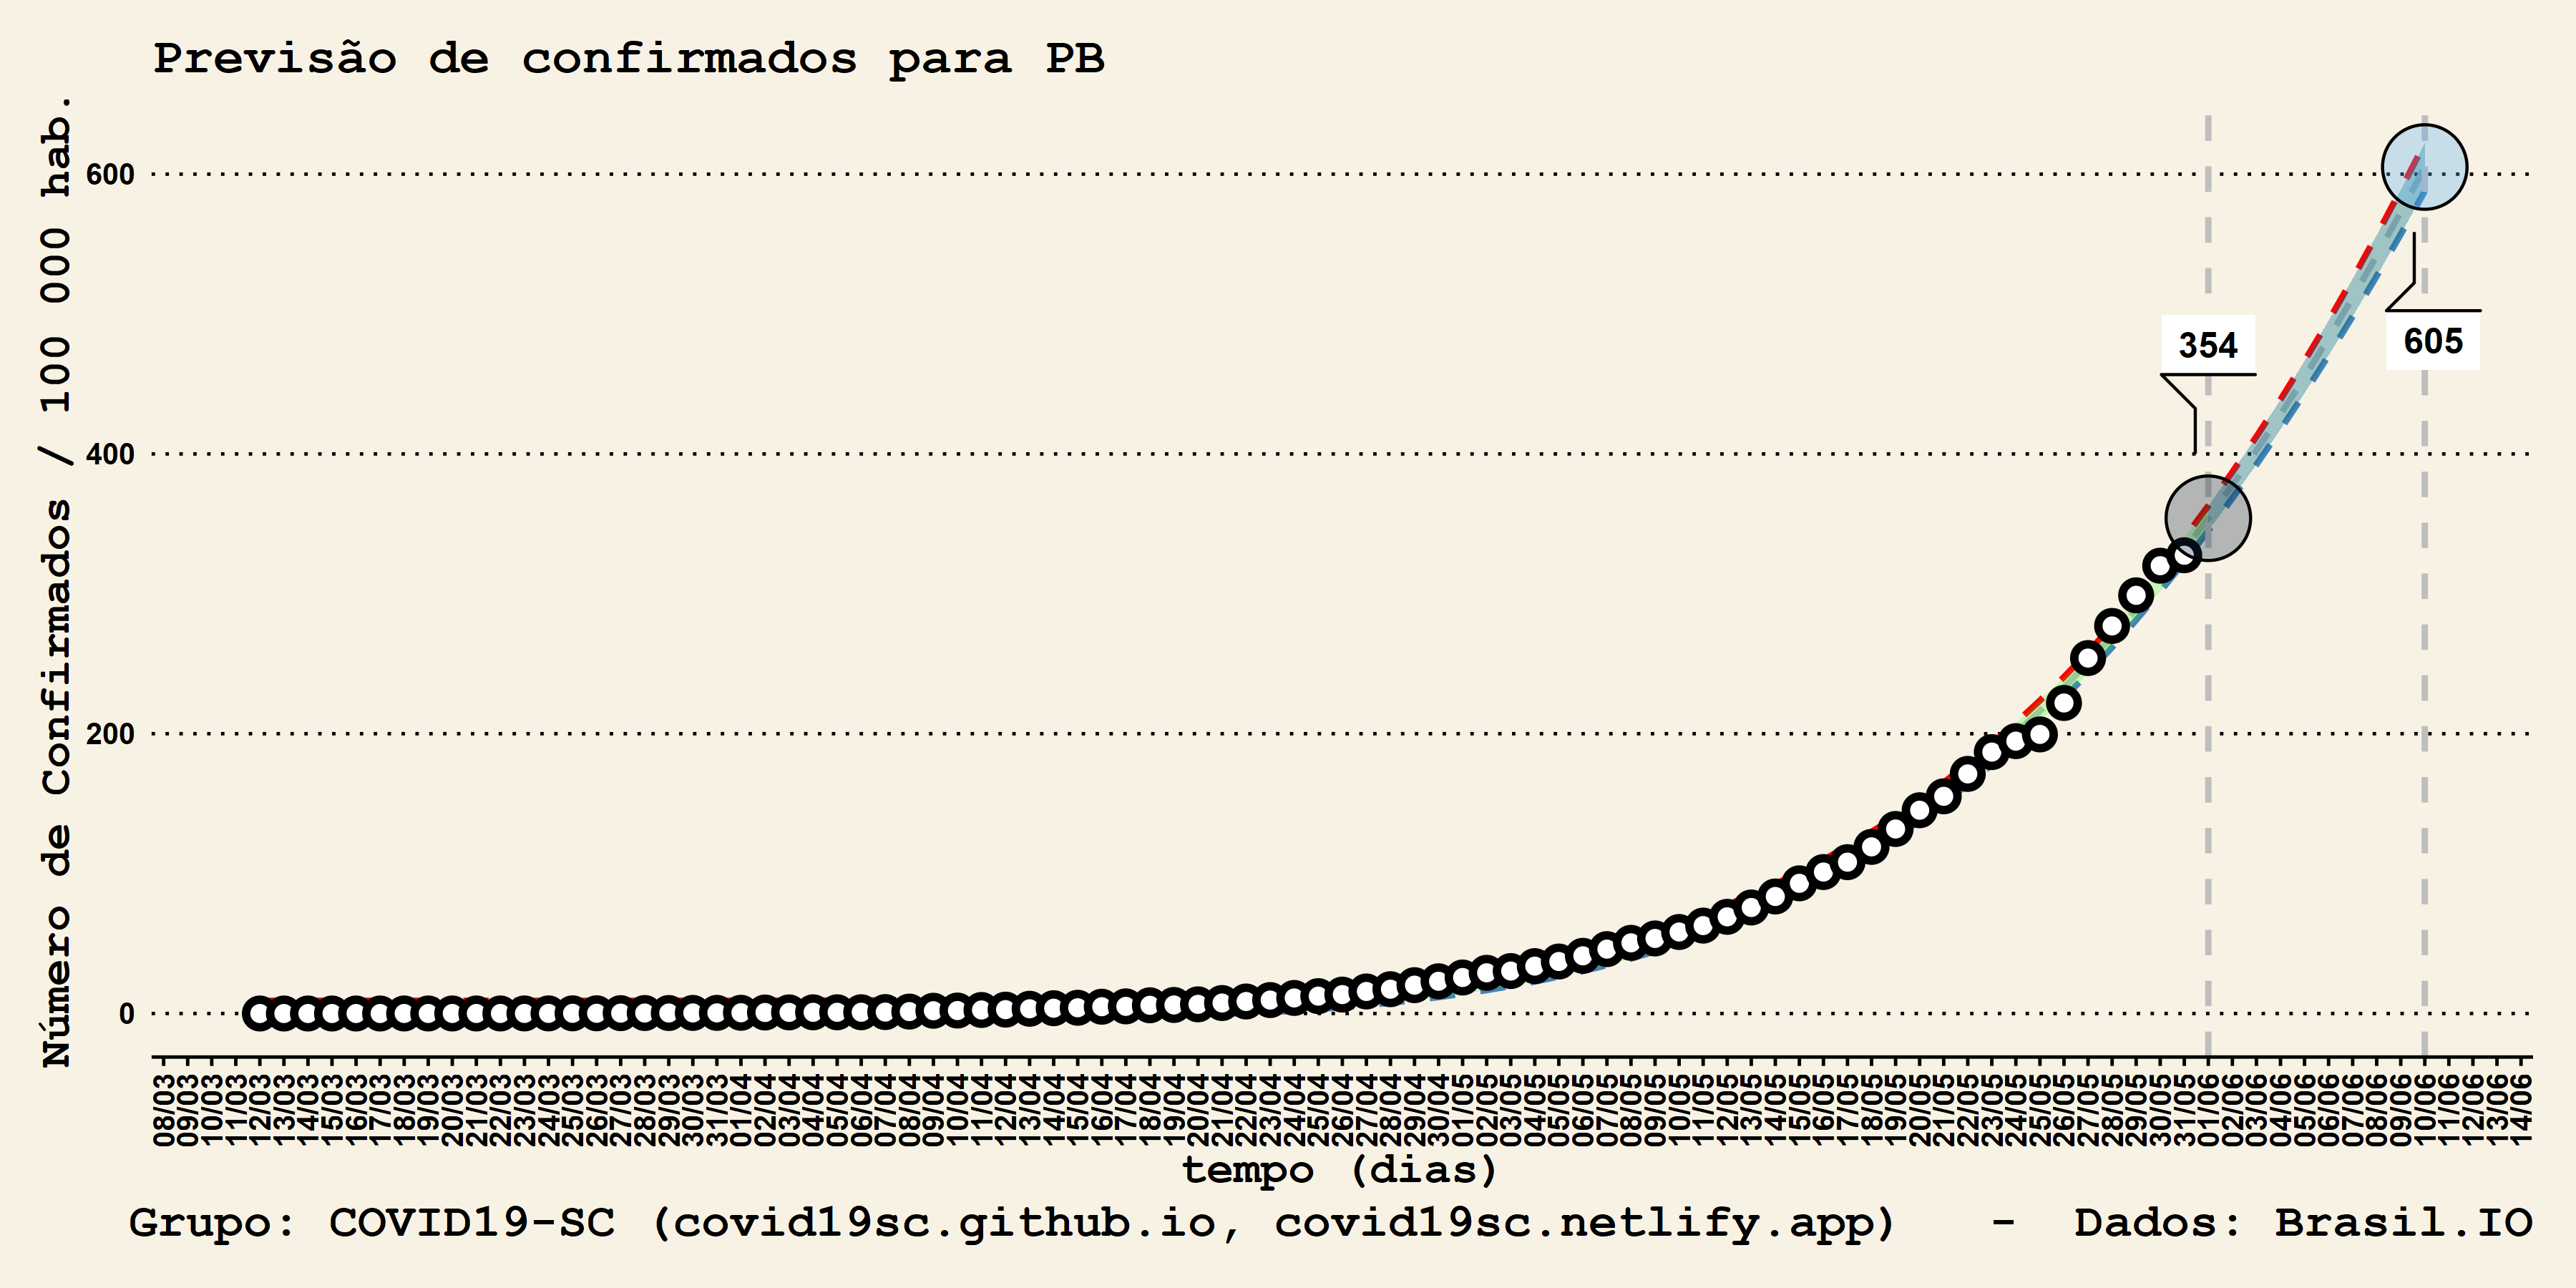 Previsão de confirmados para PB
Número de Confirmados / 100 000 hab.
600
400
200
0
354
605
08/03 09/03 10/03 11/03 12/03 13/03 14/03 15/03 16/03 17/03 18/03 19/03 20/03 21/03 22/03 23/03 24/03 25/03 26/03 27/03 28/03 29/03 30/03 31/03 01/04 02/04 03/04 04/04 05/04 06/04 07/04 08/04 09/04 10/04 11/04 12/04 13/04 14/04 15/04 16/04 17/04 18/04 19/04 20/04 21/04 22/04 23/04 24/04 25/04 26/04 27/04 28/04 29/04 30/04 01/05 02/05 03/05 04/05 05/05 06/05 07/05 08/05 09/05 10/05 11/05 12/05 13/05 14/05 15/05 16/05 17/05 18/05 19/05 20/05 21/05 22/05 23/05 24/05 25/05 26/05 27/05 28/05 29/05 30/05 31/05 01/06 02/06 03/06 04/06 05/06 06/06 07/06 08/06 09/06 10/06 11/06 12/06 13/06 14/06
tempo (dias)
Grupo: COVID19-SC (covid19sc.github.io, covid19sc.netlify.app) - Dados: Brasil.IO